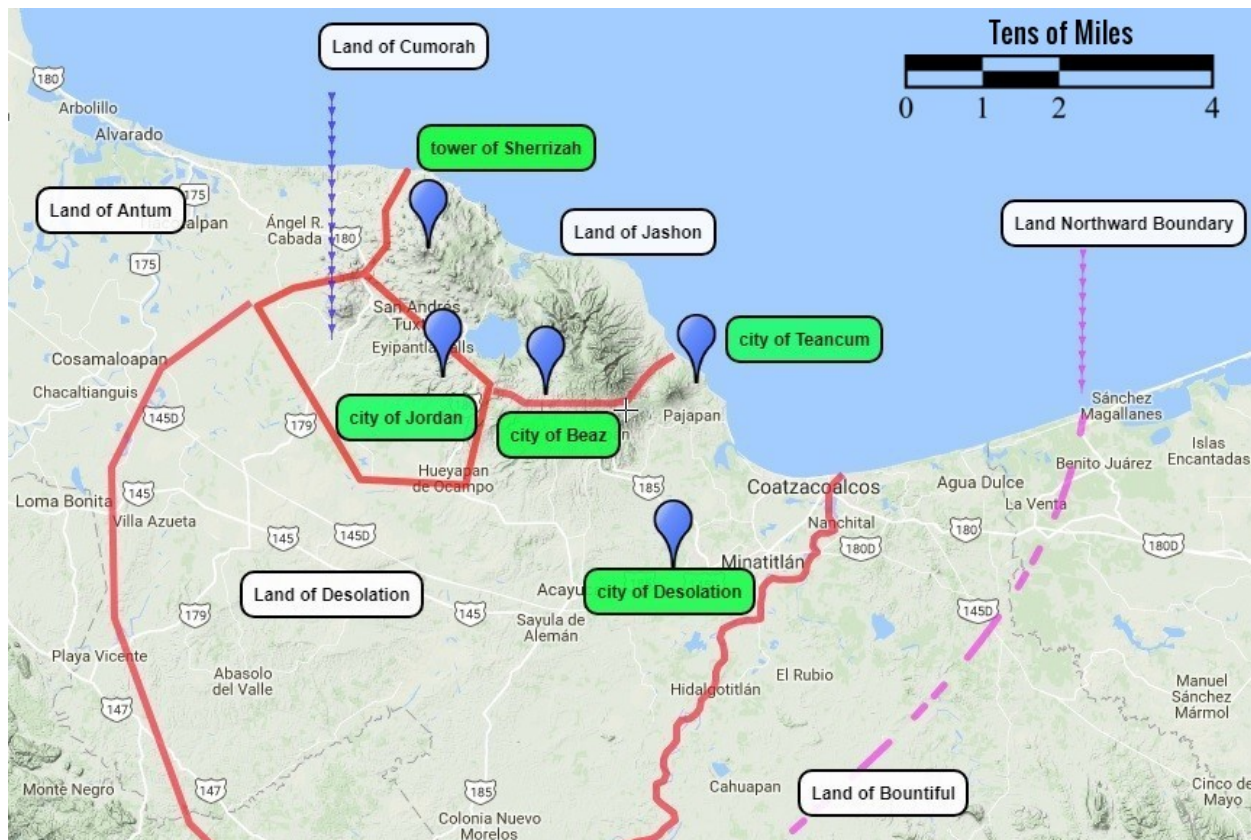 Tens of Miles
0 1 2 4
Land of Cumorah
180
Arbolillo
Alvarado
tower of Sherrizah
175
Land of Antum
Ángel R.
Cabada
180
Land of Jashon
Land Northward Boundary
175
San Andrés
Eyipantla
city of Teancum
Cosamaloapan
Chacaltianguis
145D
179
city of Jordan
city of Beaz
Pajapan
Sánchez
Magallanes
Islas
Encantadas
Hueyapan
de Ocampo
185
Coatzacoalcos
Agua Dulce
Benito Juárez
La Venta
Loma Bonita
145
Villa Azueta
145
145D
Nanchital
180
180D
180D
Minatitlán
Land of Desolation
city of Desolation
145
179
145D
Sayula de
Alemán
Playa Vicente
Abasolo
del Valle
Hidalgotitlán
El Rubio
Manuel
Sánchez
Mármol
147
Monte Negro
147
185
Cahuapan
Land of Bountiful
Cinco de
Mayo
Colonia Nuevo
Morelos